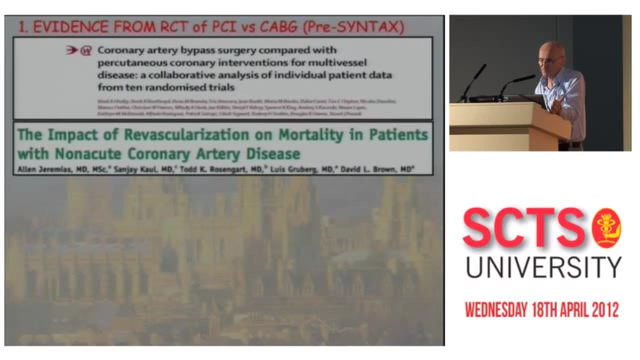 1. EVIDENCE FROM RCT of PCI vs CABG (Pre-SYNTAX)
Coronary artery bypass surgery compared with
percutaneous coronary interventions for multivessel
disease: a collaborative analysis of individual patient data
from ten randomised trials
The Impact of Revascularization on Mortality in Patients
with Nonacute Coronary Artery Disease
Allen Jeremias, MD, MSc,ᵃ Sanjay Kaul, MD,ᶜ Todd K. Rosengart, MD,ᵇ Luis Gruberg, MD,ᵃ David L. Brown, MDᵃ
SCTS
UNIVERSITY
WEDNESDAY 18TH APRIL 2012